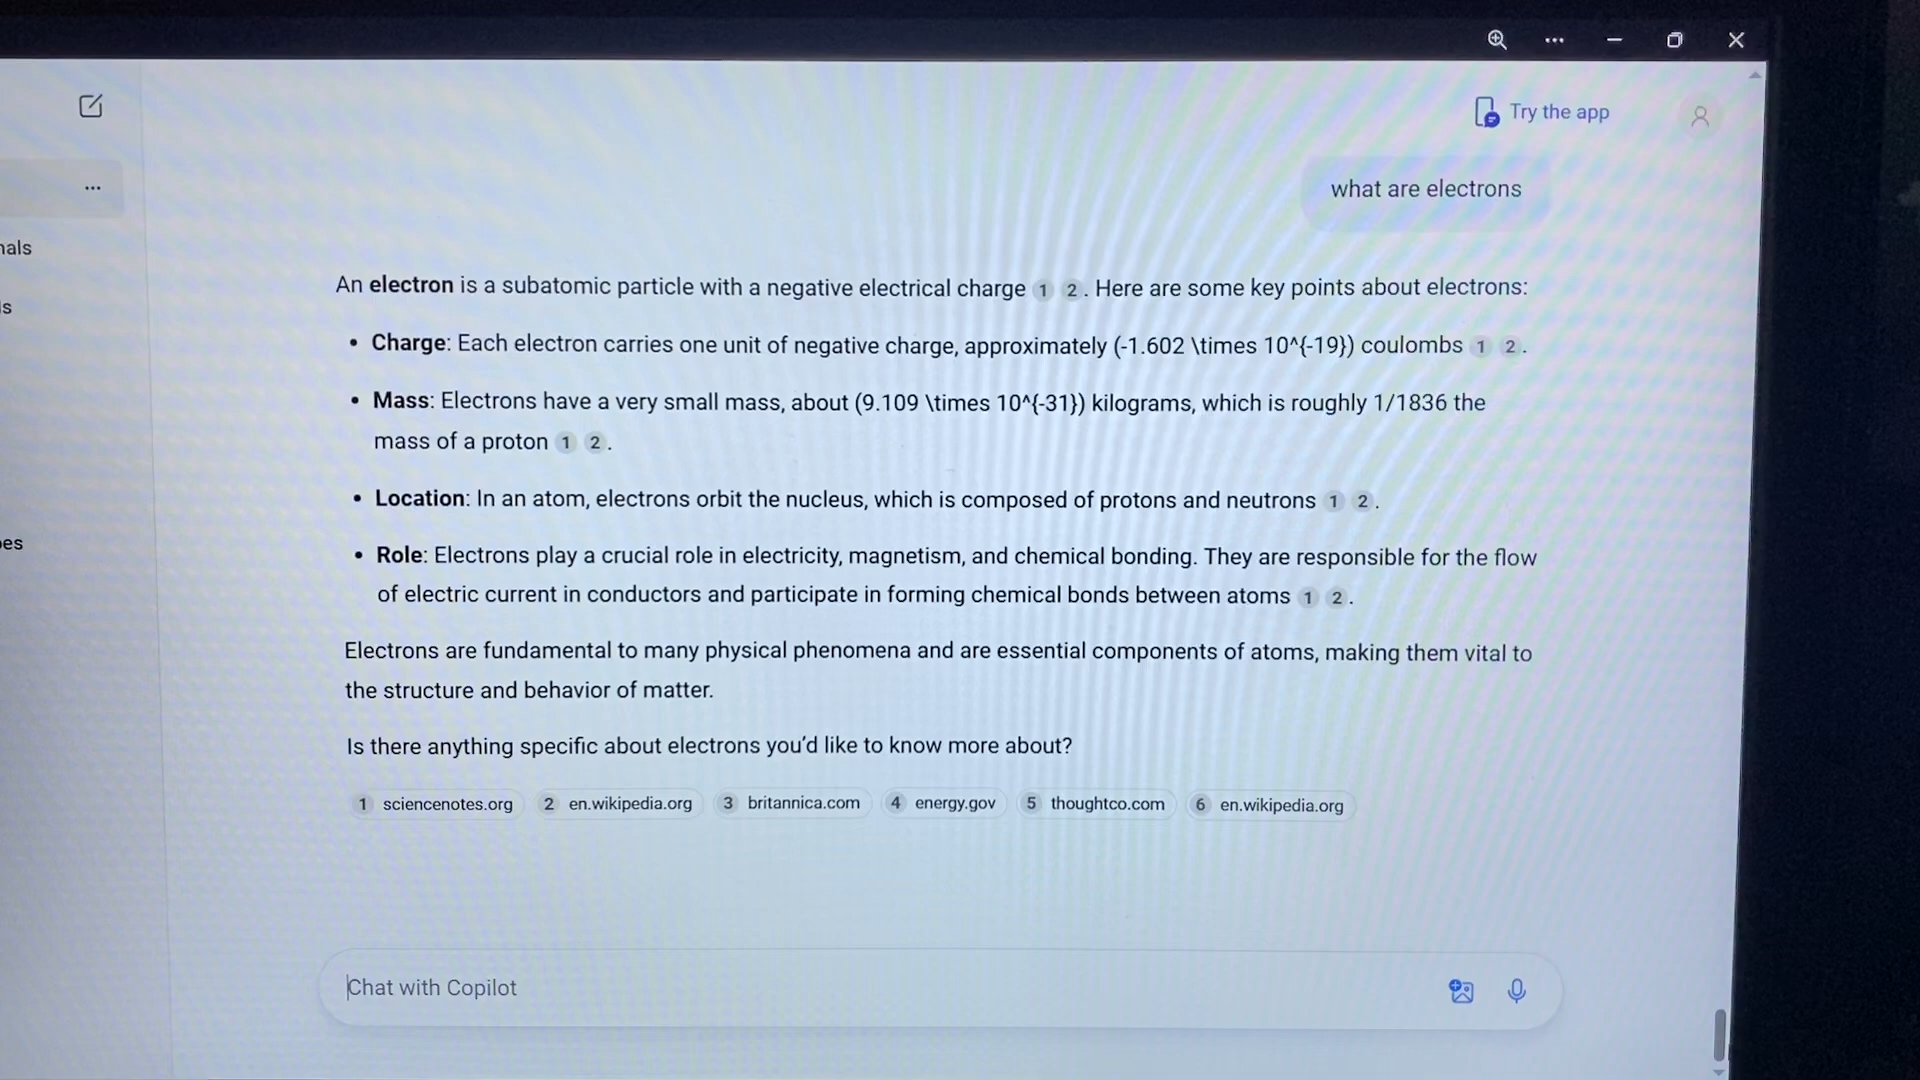 Try the app
what are electrons
nals
ls
es
An electron is a subatomic particle with a negative electrical charge 1 2. Here are some key points about electrons:
• Charge: Each electron carries one unit of negative charge, approximately (-1.602 \times 10^{-19}) coulombs 1 2.
• Mass: Electrons have a very small mass, about (9.109 \times 10^{-31}) kilograms, which is roughly 1/1836 the
mass of a proton 1 2.
• Location: In an atom, electrons orbit the nucleus, which is composed of protons and neutrons 1 2.
• Role: Electrons play a crucial role in electricity, magnetism, and chemical bonding. They are responsible for the flow
of electric current in conductors and participate in forming chemical bonds between atoms 1 2.
Electrons are fundamental to many physical phenomena and are essential components of atoms, making them vital to
the structure and behavior of matter.
Is there anything specific about electrons you'd like to know more about?
1 sciencenotes.org 2 en.wikipedia.org 3 britannica.com 4 energy.gov 5 thoughtco.com 6 en.wikipedia.org
Chat with Copilot